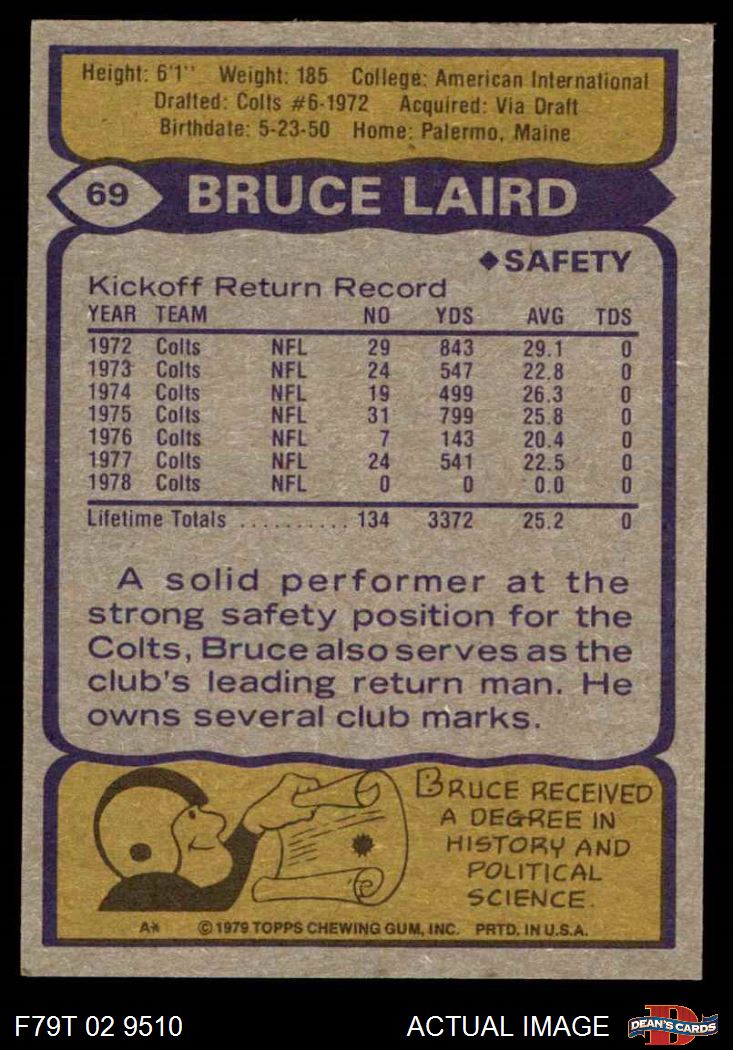 Height: 6'1" Weight: 185 College: American International
Drafted: Colts #6-1972 Acquired: Via Draft
Birthdate: 5-23-50 Home: Palermo, Maine
69 BRUCE LAIRD
◆SAFETY
Kickoff Return Record
YEAR TEAM NO YDS AVG TDS
1972 Colts NFL 29 843 29.1 0
1973 Colts NFL 24 547 22.8 0
1974 Colts NFL 19 499 26.3 0
1975 Colts NFL 31 799 25.8 0
1976 Colts NFL 7 143 20.4 0
1977 Colts NFL 24 541 22.5 0
1978 Colts NFL 0 0 0.0 0
Lifetime Totals .......... 134 3372 25.2 0
A solid performer at the
strong safety position for the
Colts, Bruce also serves as the
club's leading return man. He
owns several club marks.
BRUCE RECEIVED
A DEGREE IN
HISTORY AND
POLITICAL
SCIENCE.
A* © 1979 TOPPS CHEWING GUM, INC. PRTD. IN U.S.A.
F79T 02 9510 ACTUAL IMAGE DEAN'S CARDS